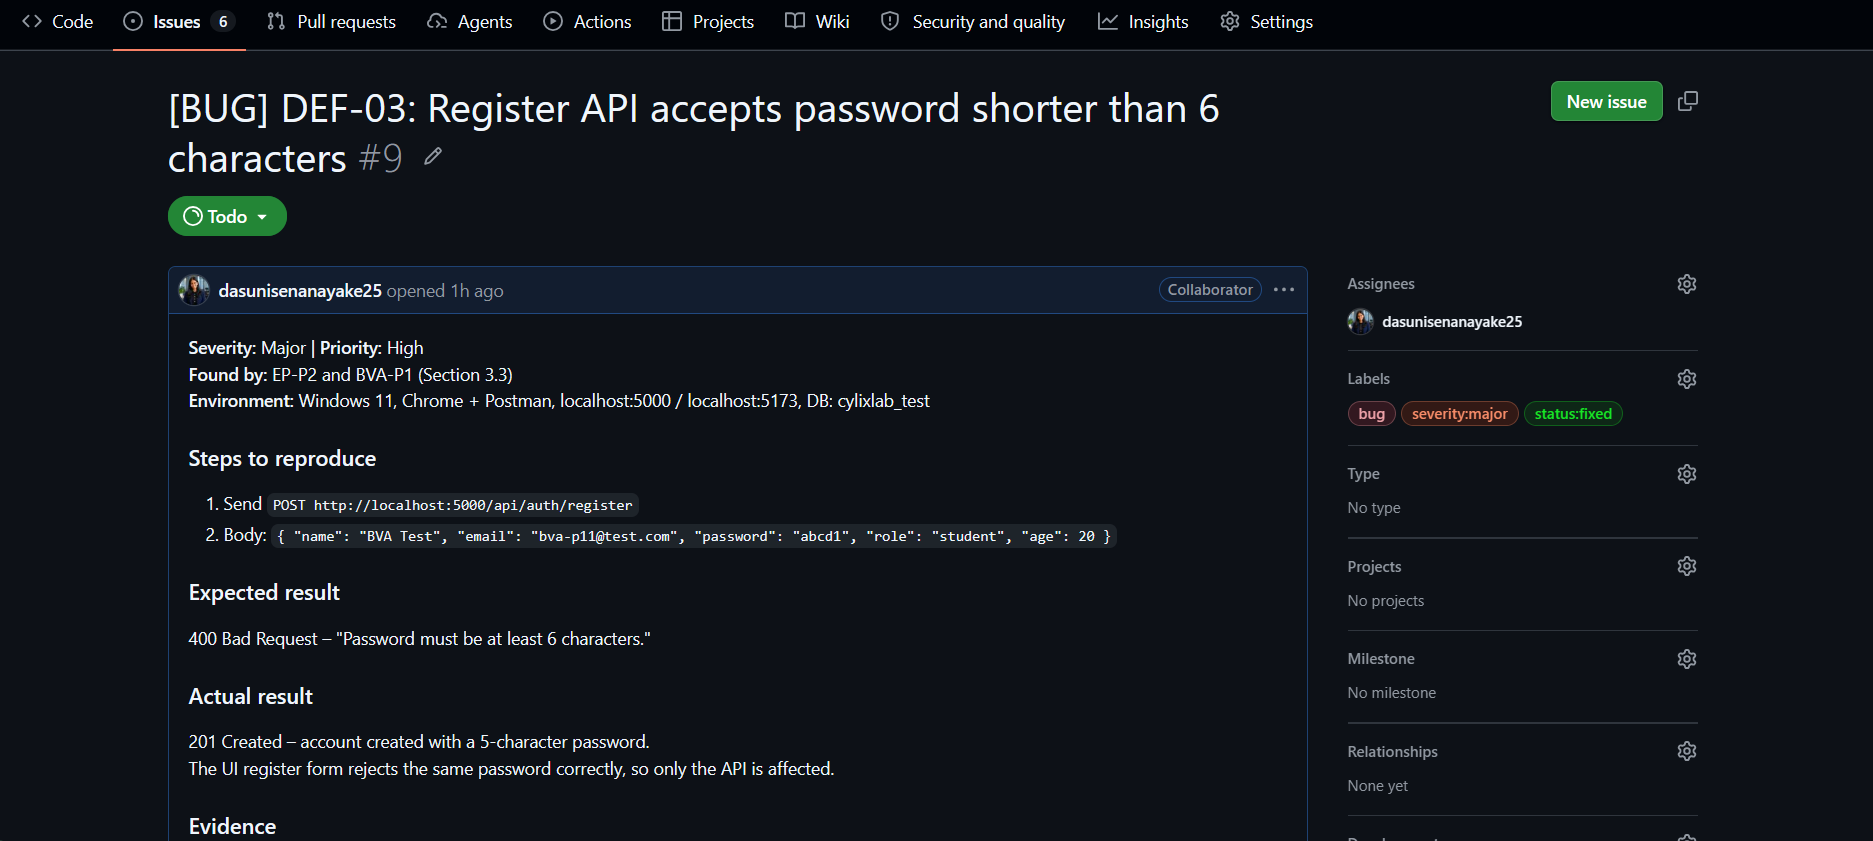 Code Issues 6 Pull requests Agents Actions Projects Wiki Security and quality Insights Settings
[BUG] DEF-03: Register API accepts password shorter than 6
characters #9
New issue
Todo
dasunisenanayake25 opened 1h ago Collaborator
Severity: Major | Priority: High
Found by: EP-P2 and BVA-P1 (Section 3.3)
Environment: Windows 11, Chrome + Postman, localhost:5000 / localhost:5173, DB: cylixlab_test
Steps to reproduce
1. Send POST http://localhost:5000/api/auth/register
2. Body: { "name": "BVA Test", "email": "bva-p11@test.com", "password": "abcd1", "role": "student", "age": 20 }
Expected result
400 Bad Request – "Password must be at least 6 characters."
Actual result
201 Created – account created with a 5-character password.
The UI register form rejects the same password correctly, so only the API is affected.
Evidence
Assignees
dasunisenanayake25
Labels
bug severity:major status:fixed
Type
No type
Projects
No projects
Milestone
No milestone
Relationships
None yet